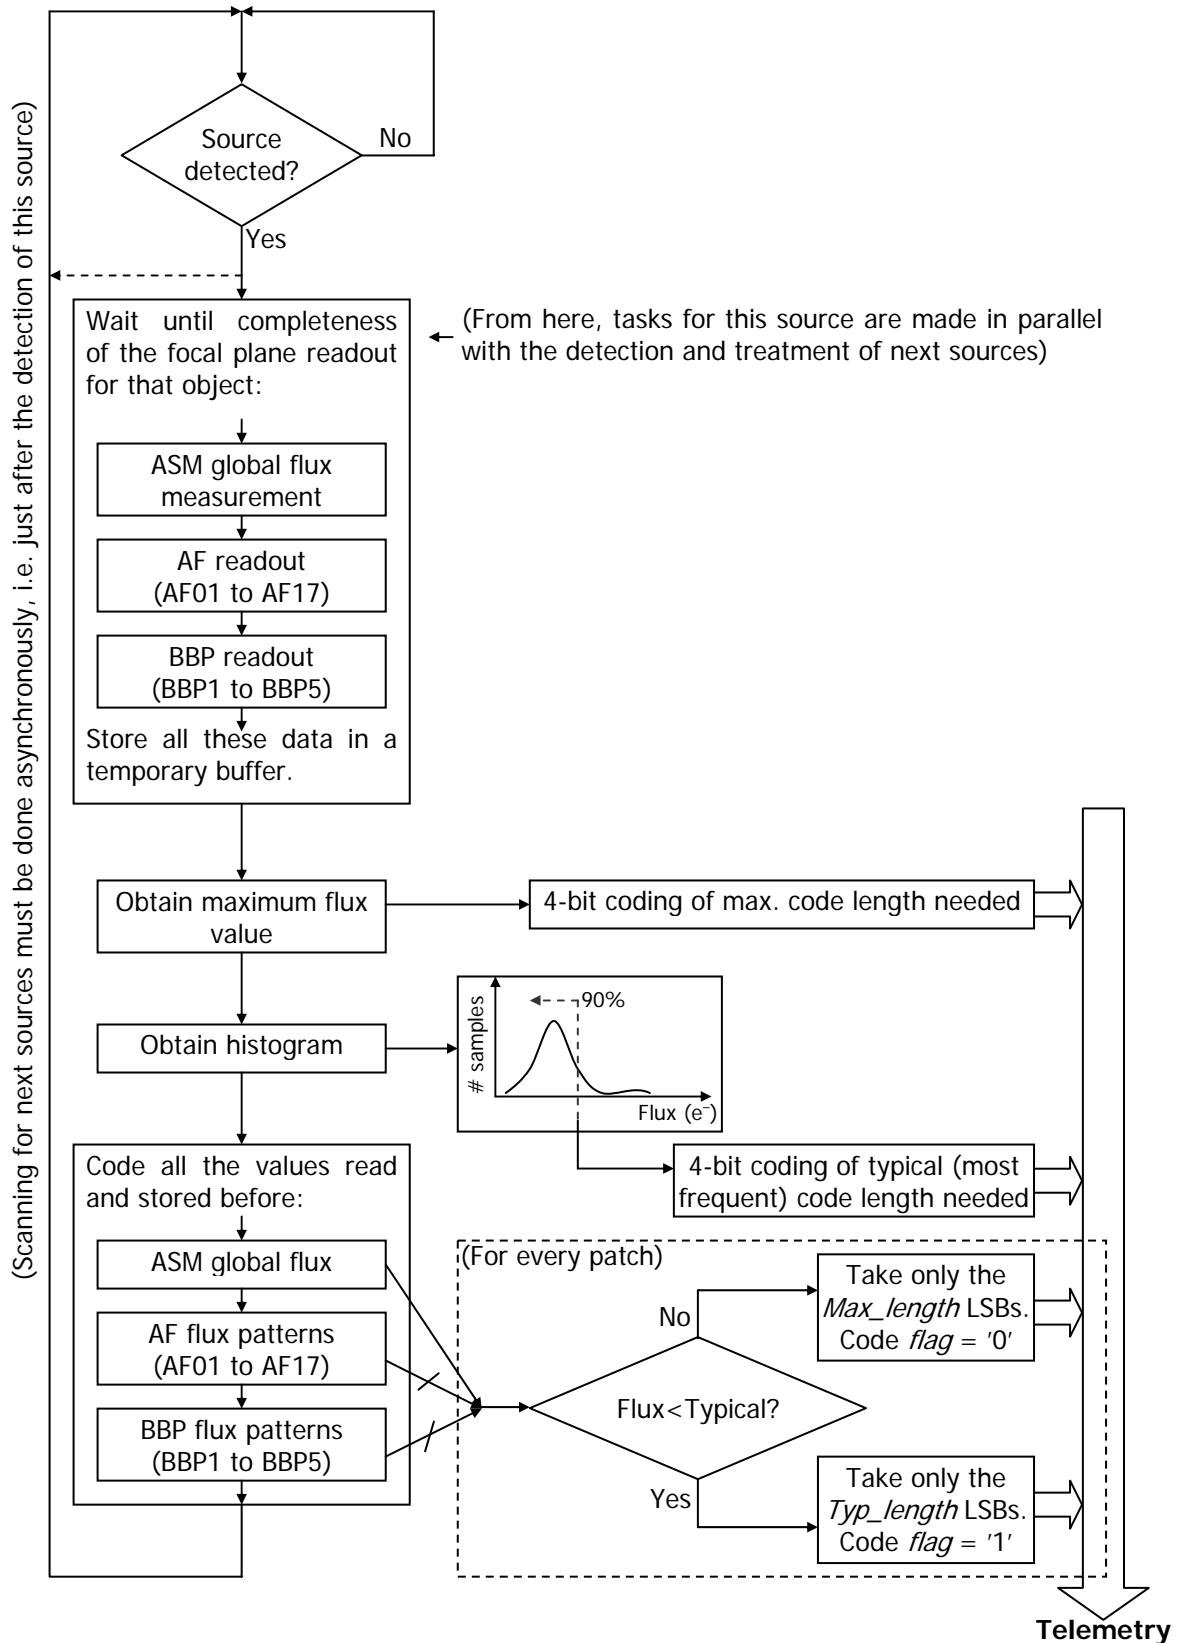 (Scanning for next sources must be done asynchronously, i.e. just after the detection of this source)
Source
detected?
No
Yes
Wait until completeness
of the focal plane readout
for that object:
(From here, tasks for this source are made in parallel
with the detection and treatment of next sources)
ASM global flux
measurement
AF readout
(AF01 to AF17)
BBP readout
(BBP1 to BBP5)
Store all these data in a
temporary buffer.
Obtain maximum flux
value
4-bit coding of max. code length needed
Obtain histogram
# samples
90%
Flux (e⁻)
4-bit coding of typical (most
frequent) code length needed
Code all the values read
and stored before:
ASM global flux
AF flux patterns
(AF01 to AF17)
BBP flux patterns
(BBP1 to BBP5)
(For every patch)
No
Take only the
Max_length LSBs.
Code flag = '0'
Flux<Typical?
Yes
Take only the
Typ_length LSBs.
Code flag = '1'
Telemetry